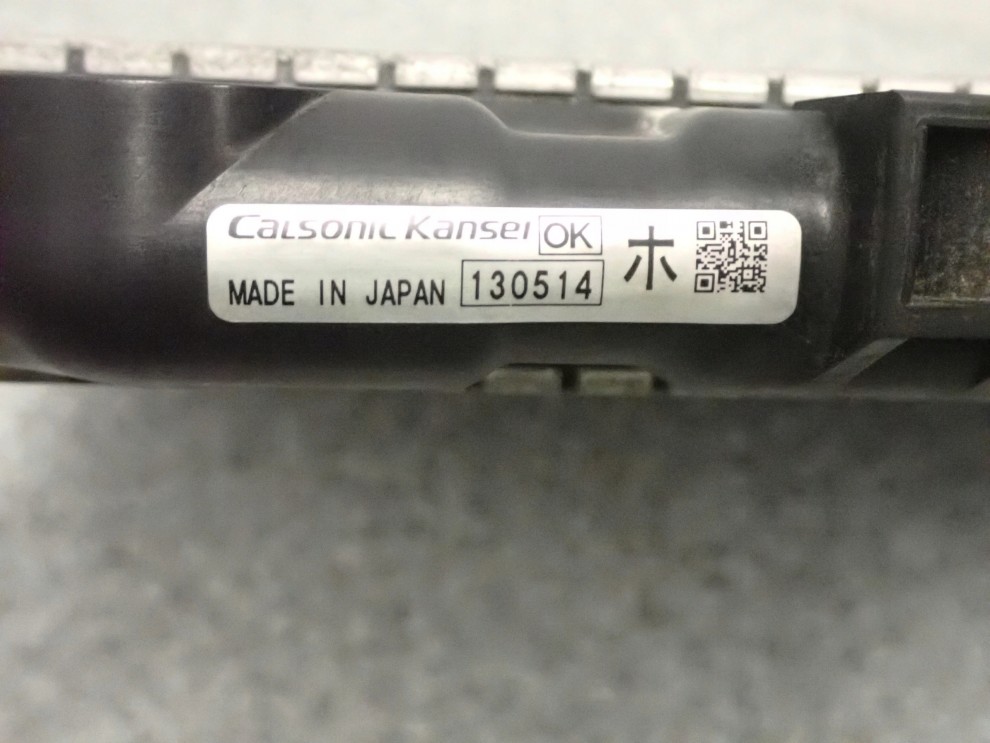 Calsonic Kansei OK ホ
MADE IN JAPAN 130514